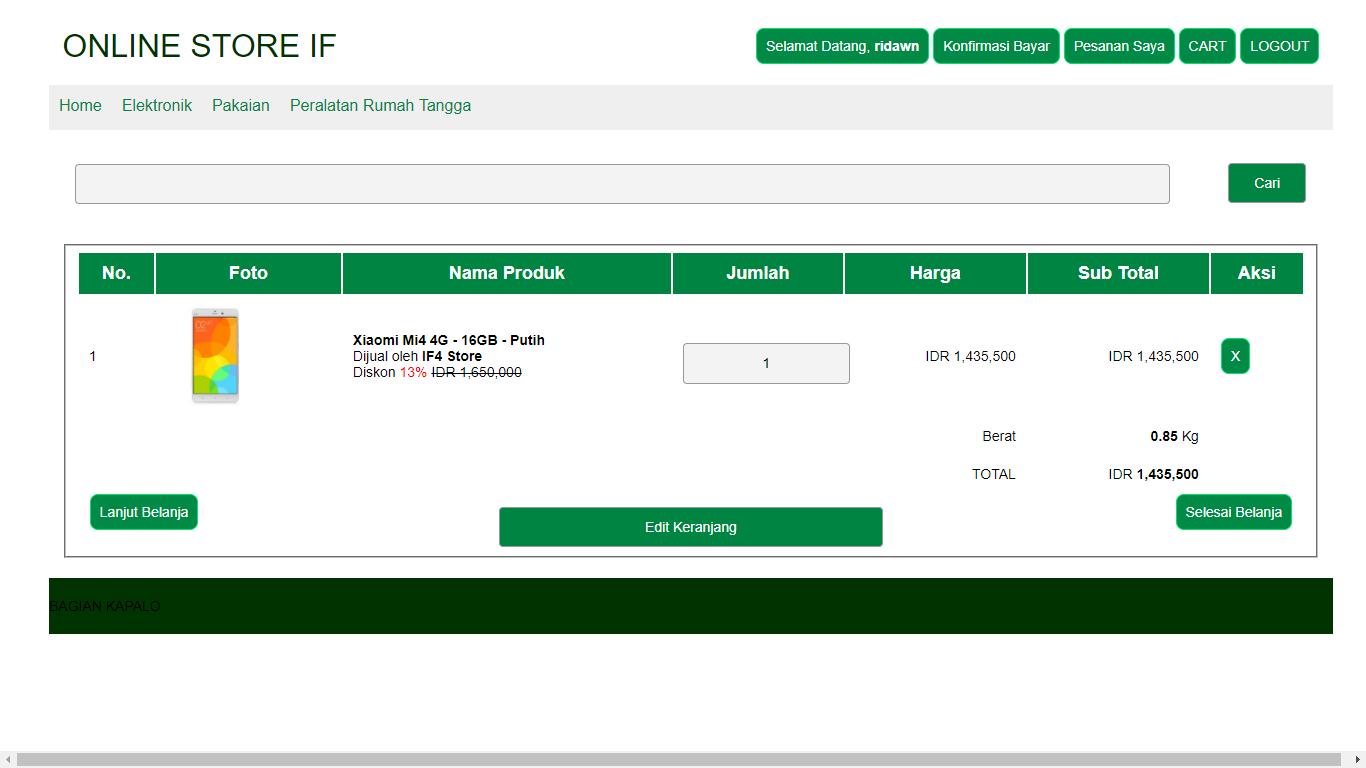 ONLINE STORE IF
Selamat Datang, ridawn
Konfirmasi Bayar
Pesanan Saya
CART
LOGOUT
Home
Elektronik
Pakaian
Peralatan Rumah Tangga
Cari
No.
Foto
Nama Produk
Jumlah
Harga
Sub Total
Aksi
1
Xiaomi Mi4 4G - 16GB - Putih
Dijual oleh IF4 Store
Diskon 13% IDR 1,650,000
1
IDR 1,435,500
IDR 1,435,500
X
Berat
0.85 Kg
TOTAL
IDR 1,435,500
Lanjut Belanja
Edit Keranjang
Selesai Belanja
BAGIAN KAPALO